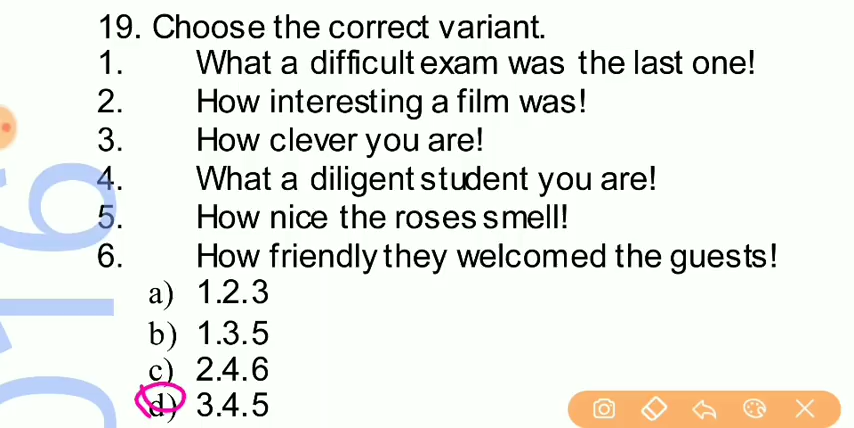 19. Choose the correct variant.
1. What a difficult exam was the last one!
2. How interesting a film was!
3. How clever you are!
4. What a diligent student you are!
5. How nice the roses smell!
6. How friendly they welcomed the guests!
a) 1.2.3
b) 1.3.5
c) 2.4.6
d) 3.4.5